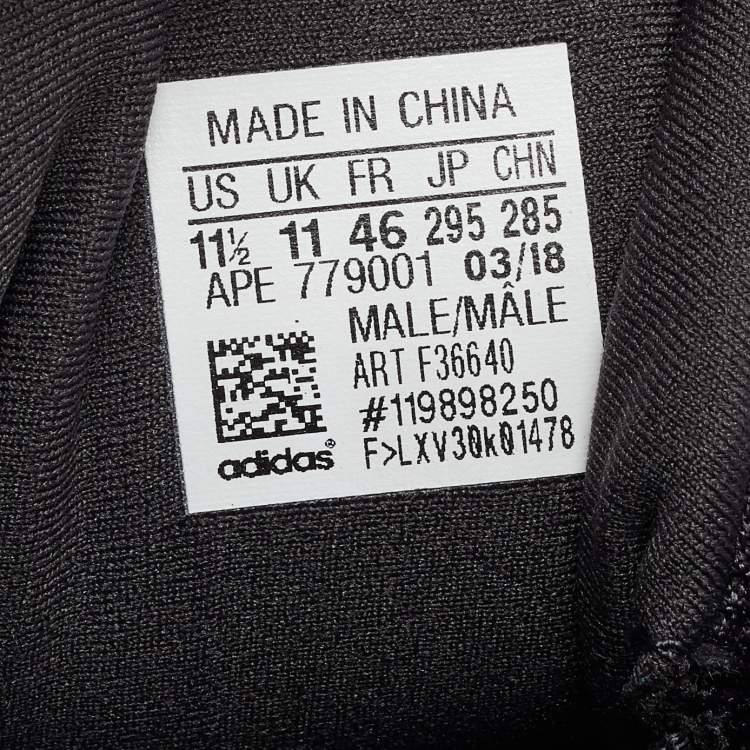 MADE IN CHINA
US UK FR JP CHN
11½ 11 46 295 285
APE 779001 03/18
MALE/MÂLE
ART F36640
#119898250
F>LXV30k01478
adidas